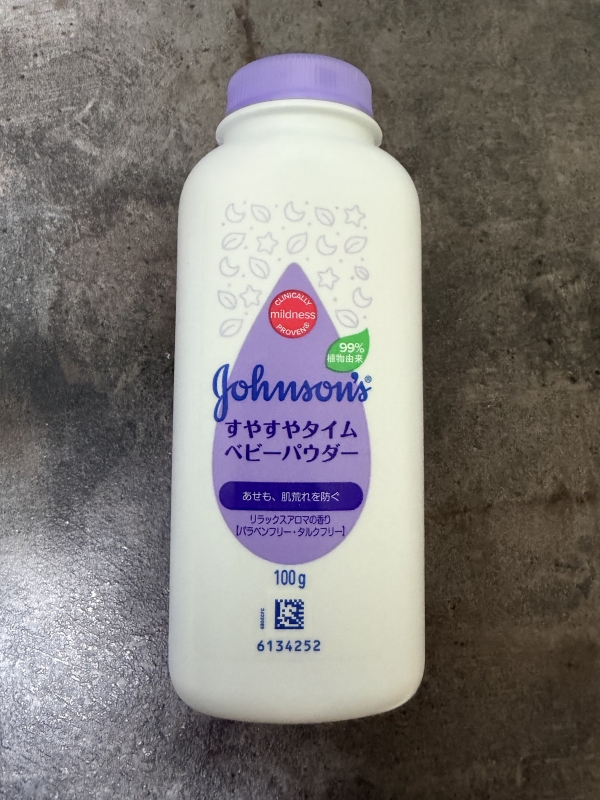 CLINICALLY
mildness
PROVEN®
99%
植物由来
Johnson's®
すやすやタイム
ベビーパウダー
あせも、肌荒れを防ぐ
リラックスアロマの香り
【パラベンフリー・タルクフリー】
100g
6134252